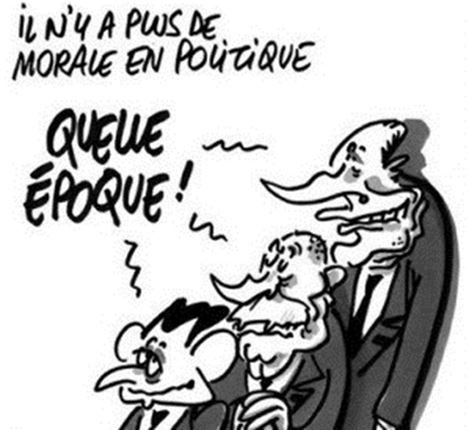 IL N'Y A PLUS DE
MORALE EN POLITIQUE
QUELLE
ÉPOQUE !